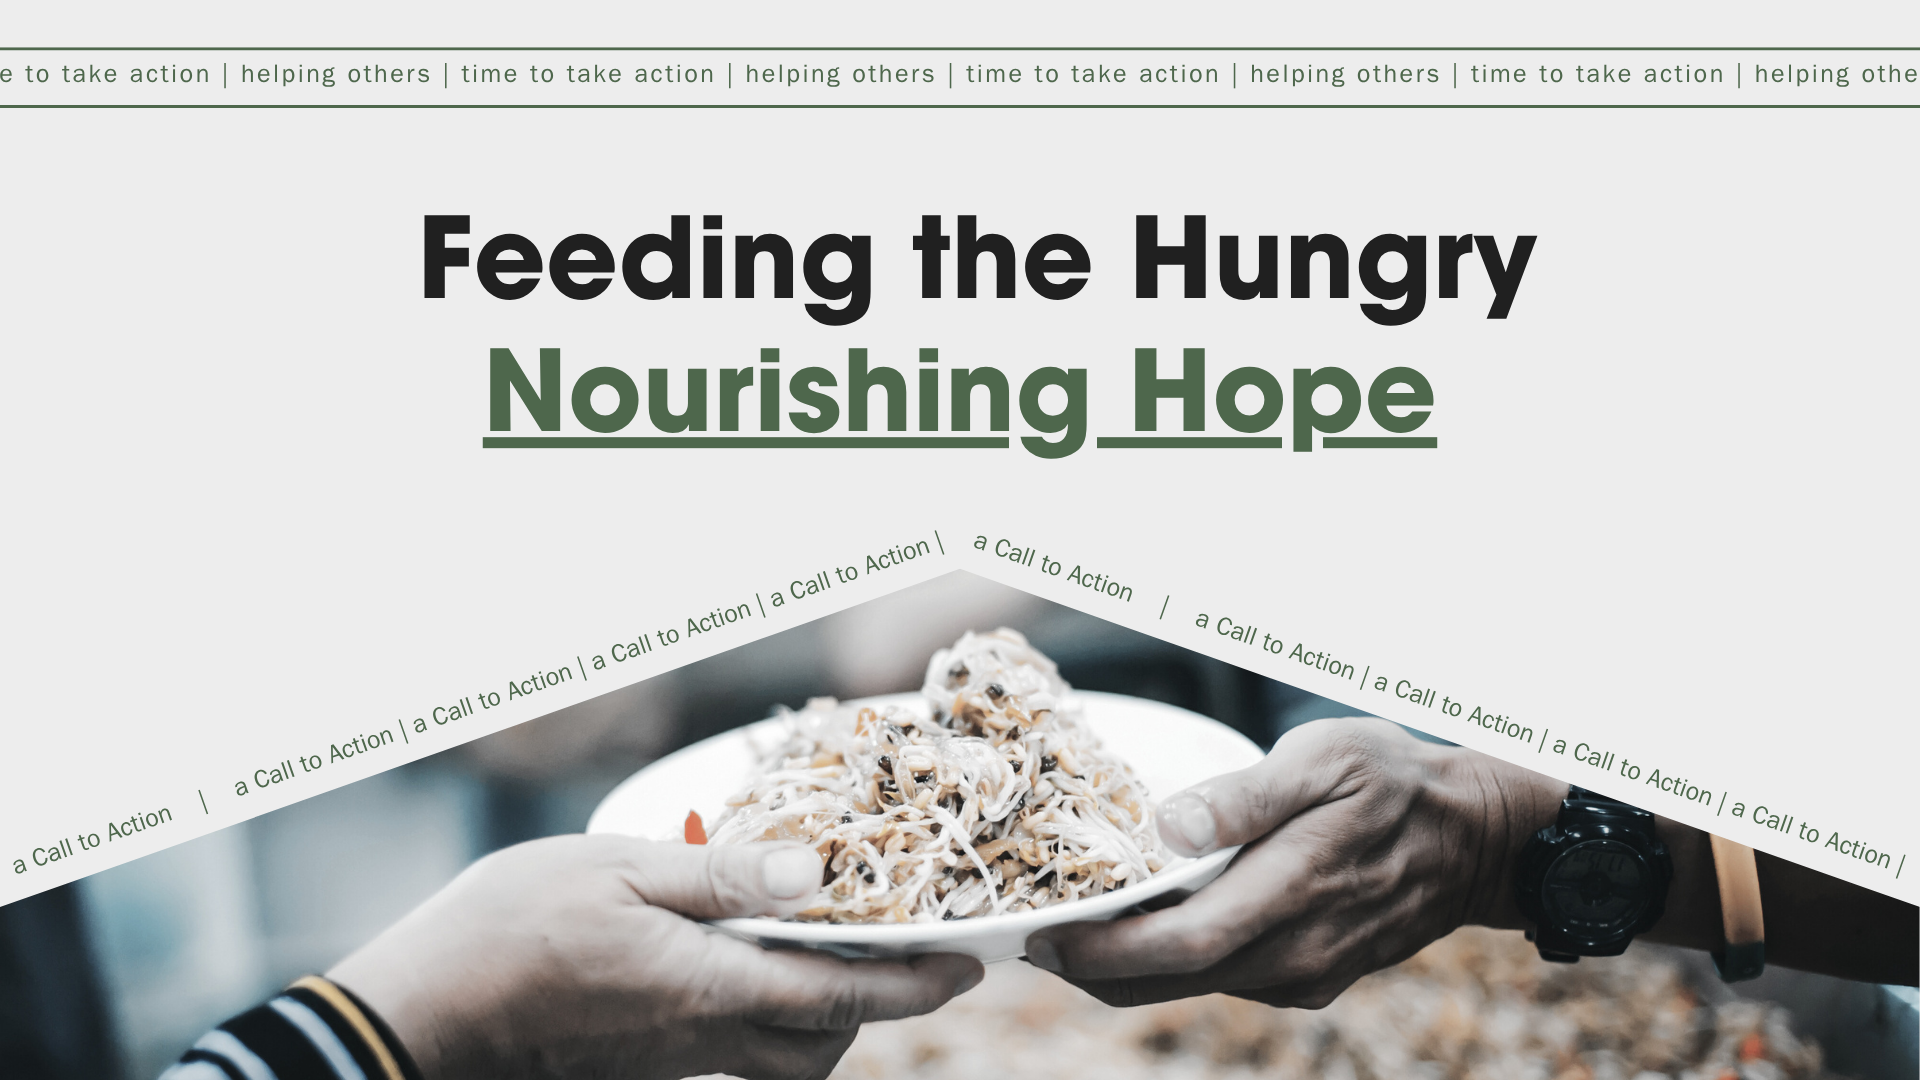 e to take action | helping others | time to take action | helping others | time to take action | helping others | time to take action | helping othe
Feeding the Hungry
Nourishing Hope
a Call to Action | a Call to Action | a Call to Action | a Call to Action | a Call to Action |
a Call to Action | a Call to Action | a Call to Action | a Call to Action | a Call to Action |